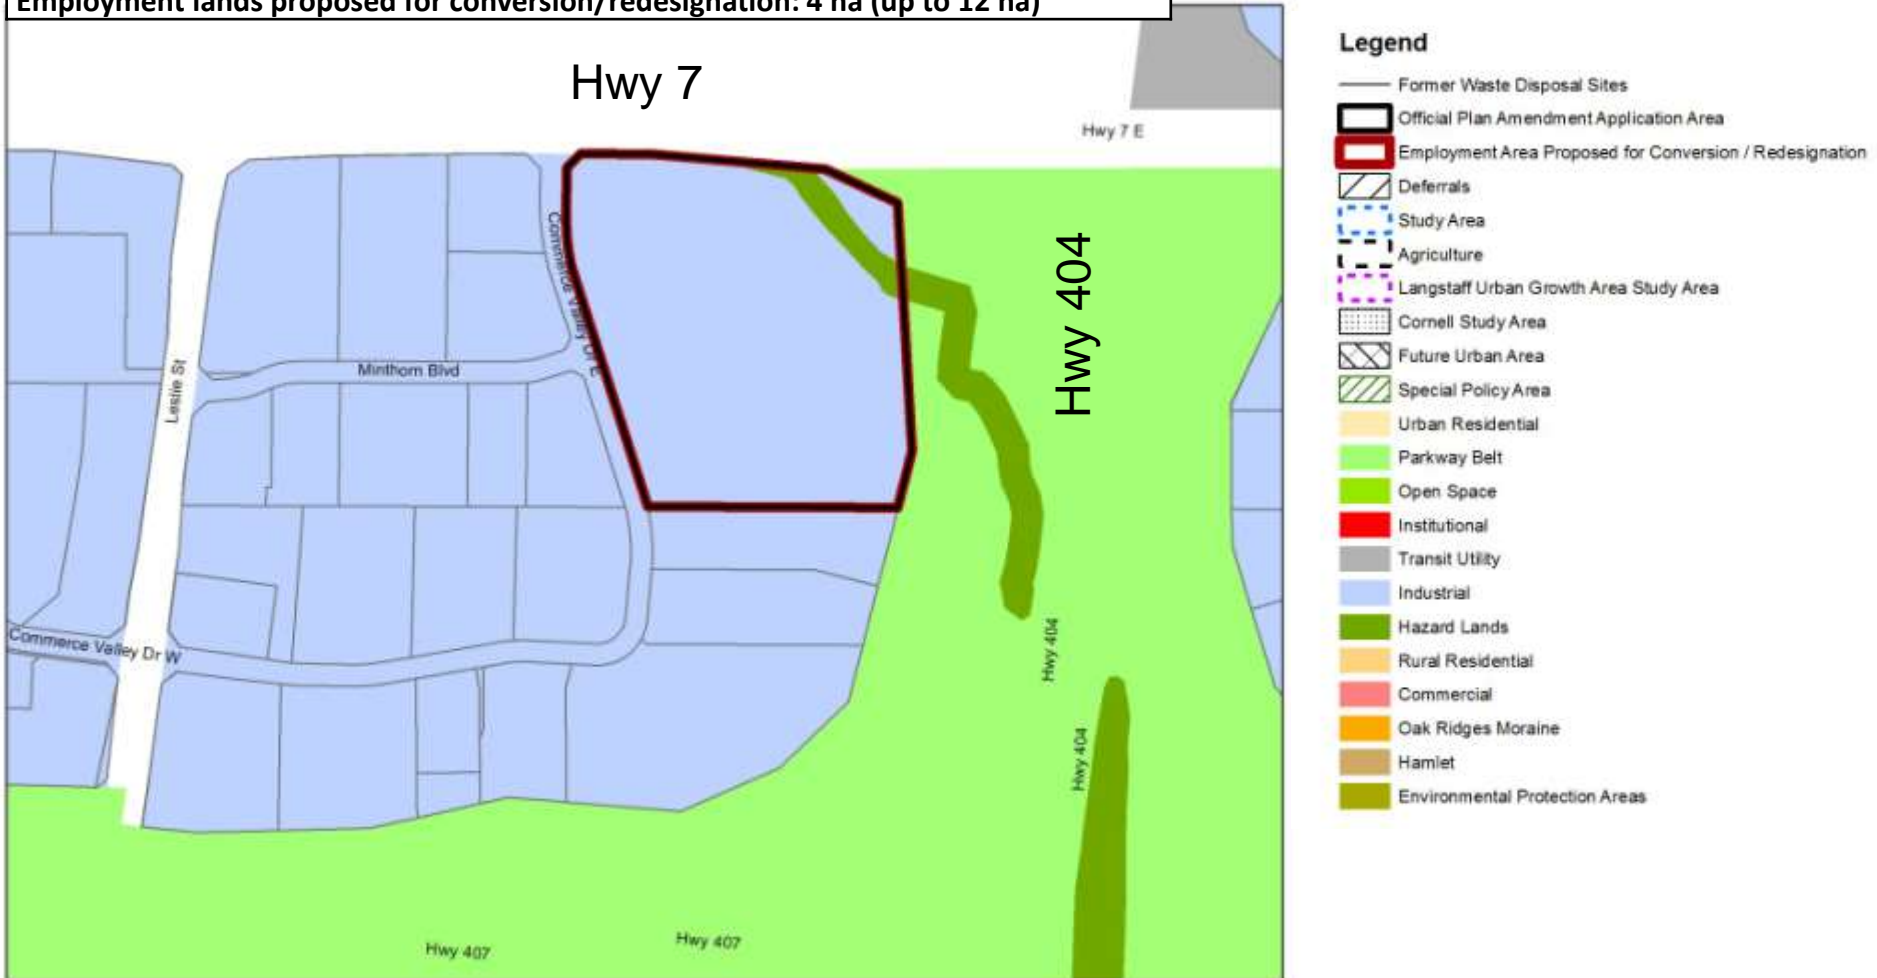 Employment lands proposed for conversion/redesignation: 4 ha (up to 12 ha)
Hwy 7
Hwy 7 E
Hwy 404
Commerce Valley Dr E
Minthorn Blvd
Leslie St
Commerce Valley Dr W
Hwy 404
Hwy 404
Hwy 407
Hwy 407
Legend
Former Waste Disposal Sites
Official Plan Amendment Application Area
Employment Area Proposed for Conversion / Redesignation
Deferrals
Study Area
Agriculture
Langstaff Urban Growth Area Study Area
Cornell Study Area
Future Urban Area
Special Policy Area
Urban Residential
Parkway Belt
Open Space
Institutional
Transit Utility
Industrial
Hazard Lands
Rural Residential
Commercial
Oak Ridges Moraine
Hamlet
Environmental Protection Areas